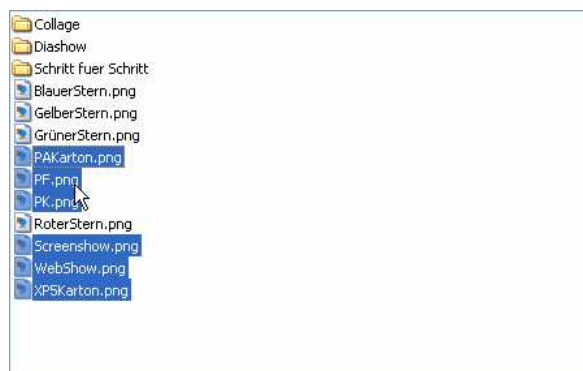 Collage
Diashow
Schritt fuer Schritt
BlauerStern.png
GelberStern.png
GrünerStern.png
PAKarton.png
PF.png
PK.png
RoterStern.png
Screenshow.png
WebShow.png
XP5Karton.png